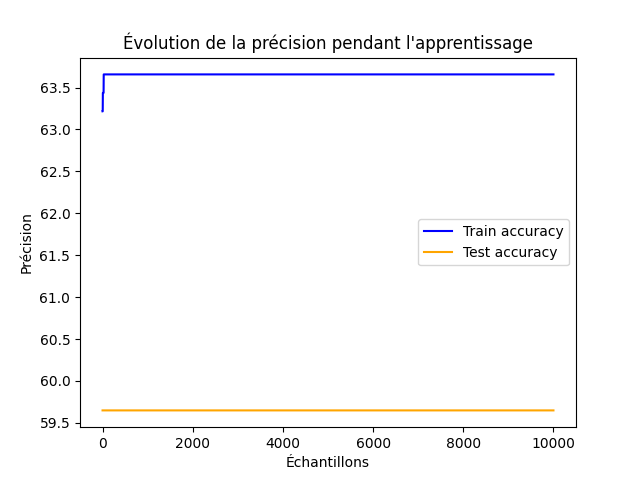 Évolution de la précision pendant l'apprentissage
63.5
63.0
62.5
62.0
61.5
61.0
60.5
60.0
59.5
Précision
Train accuracy
Test accuracy
0 2000 4000 6000 8000 10000
Échantillons